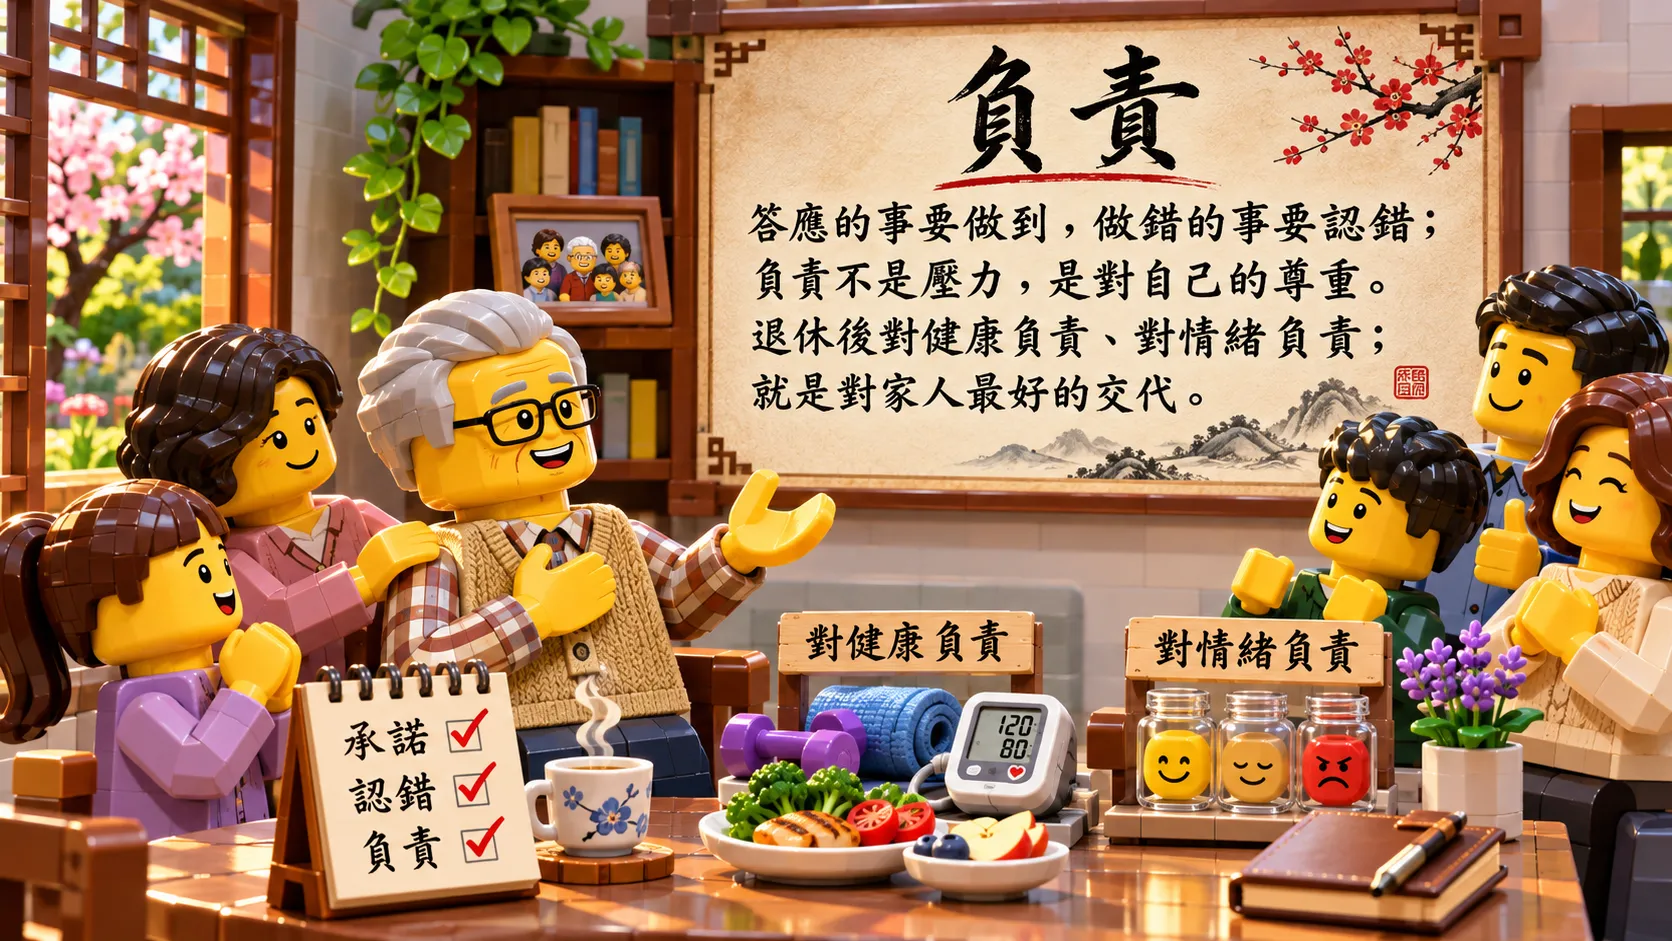 負責
答應的事要做到，做錯的事要認錯；
負責不是壓力，是對自己的尊重。
退休後對健康負責、對情緒負責；
就是對家人最好的交代。
對健康負責
對情緒負責
承諾
認錯
負責
120
80